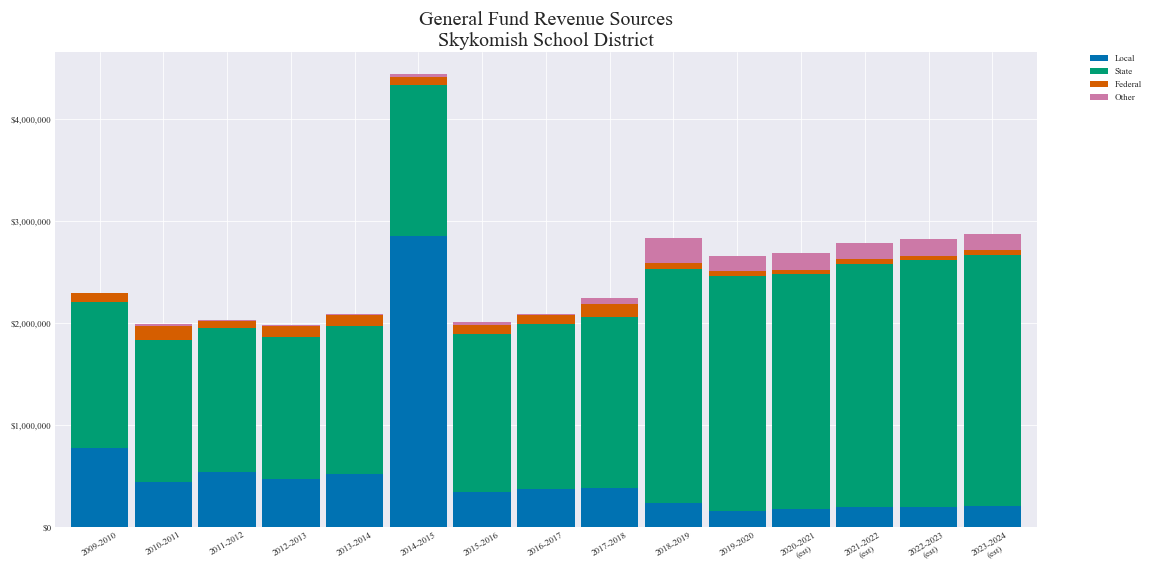 General Fund Revenue Sources
Skykomish School District
Local
State
Federal
Other
$4,000,000
$3,000,000
$2,000,000
$1,000,000
$0
2009-2010
2010-2011
2011-2012
2012-2013
2013-2014
2014-2015
2015-2016
2016-2017
2017-2018
2018-2019
2019-2020
2020-2021
(est)
2021-2022
(est)
2022-2023
(est)
2023-2024
(est)